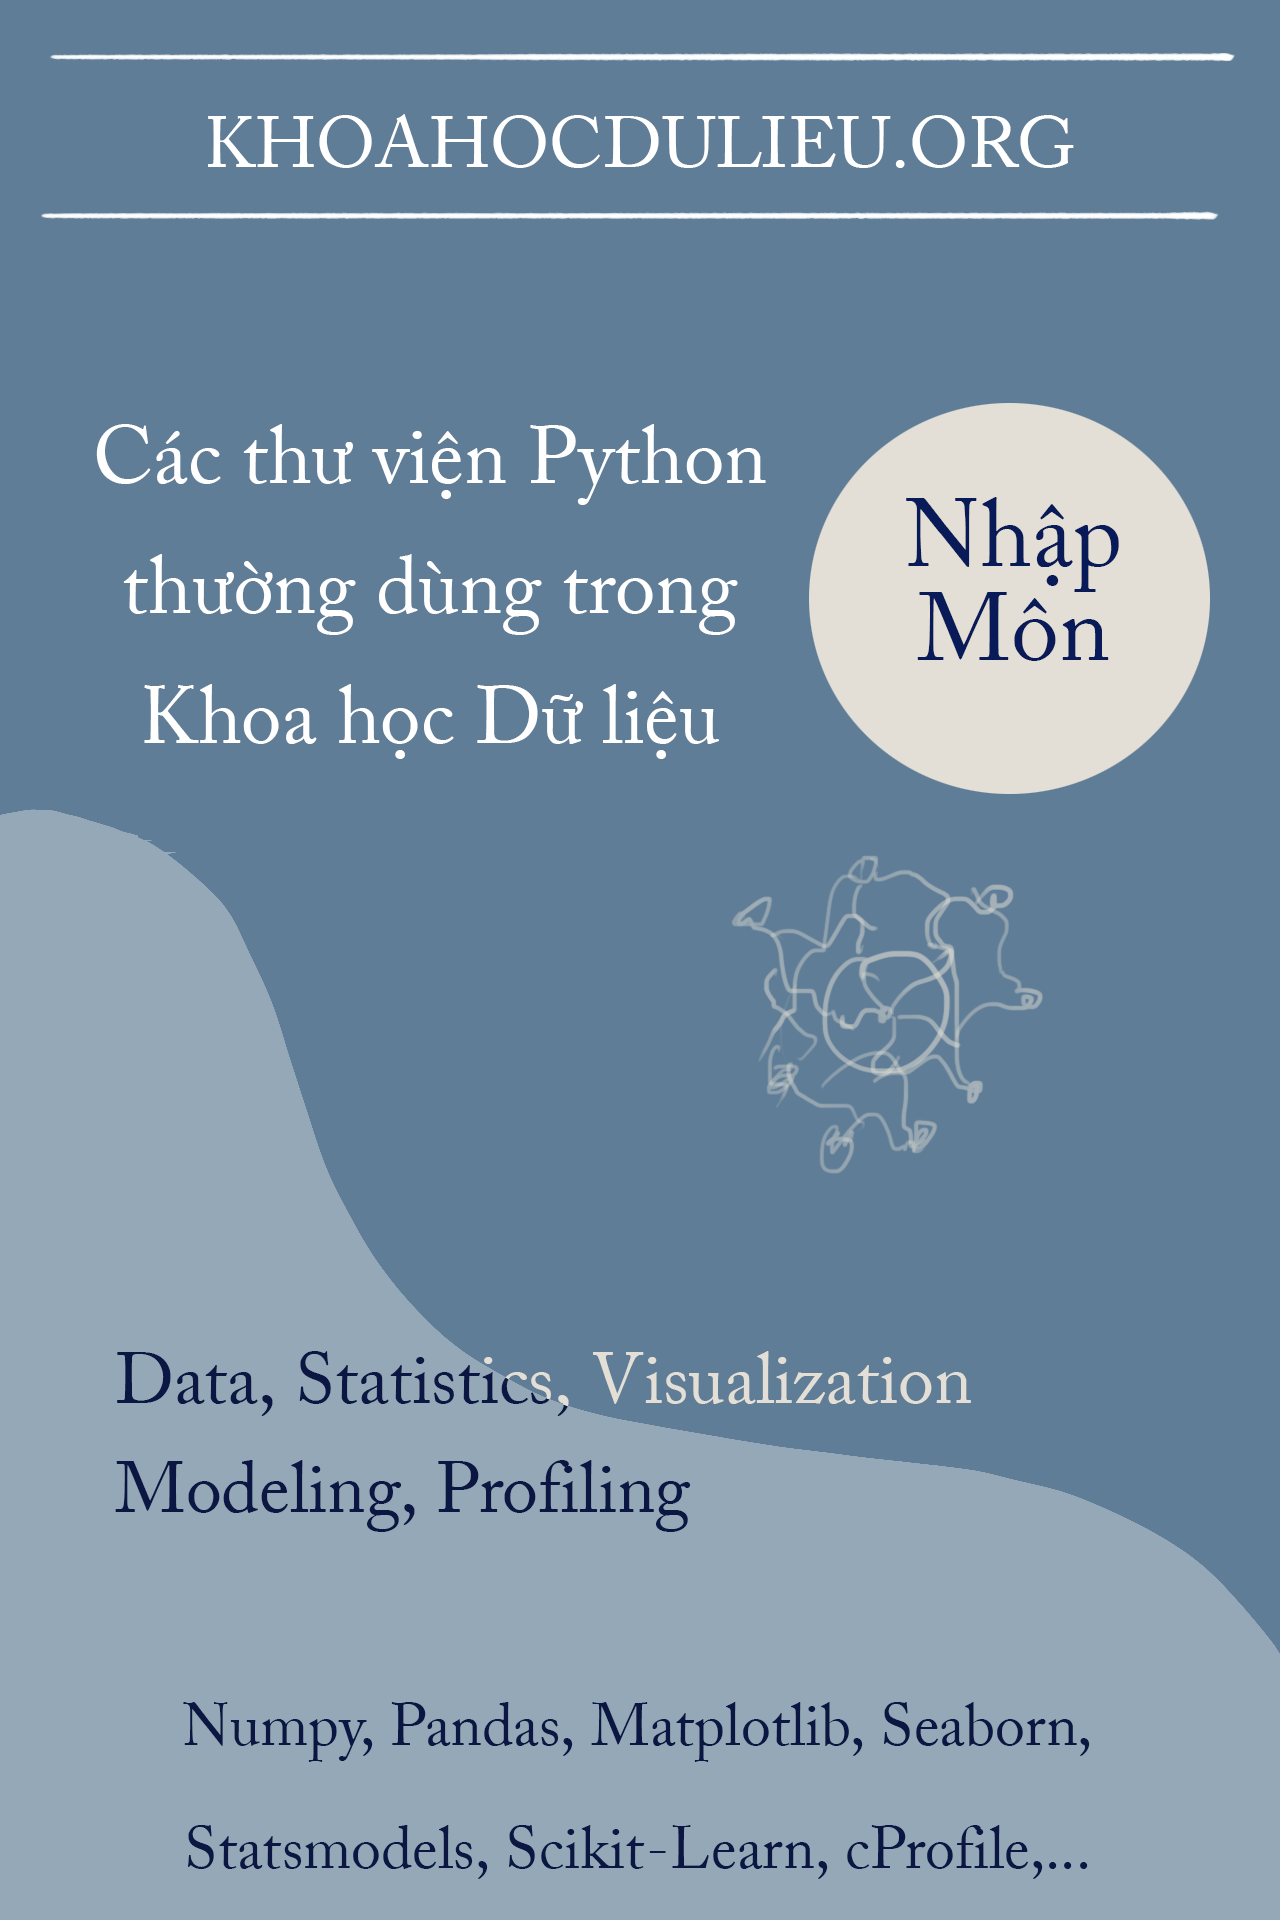 KHOAHOCDULIEU.ORG
Các thư viện Python
thường dùng trong
Khoa học Dữ liệu
Nhập
Môn
Data, Statistics, Visualization
Modeling, Profiling
Numpy, Pandas, Matplotlib, Seaborn,
Statsmodels, Scikit-Learn, cProfile,...